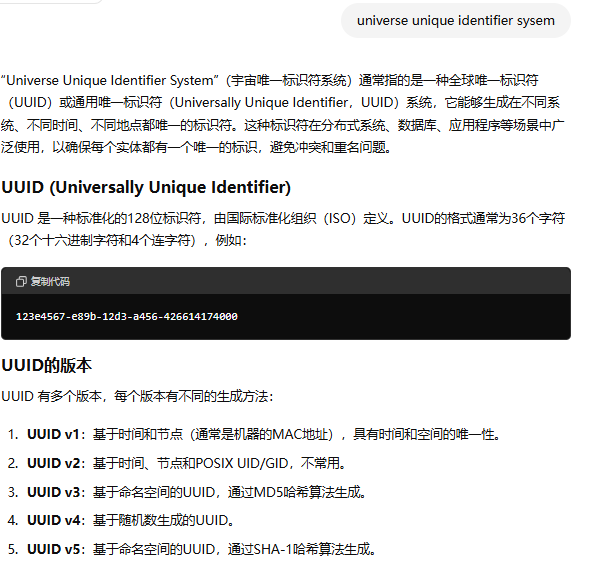 universe unique identifier sysem
“Universe Unique Identifier System”（宇宙唯一标识符系统）通常指的是一种全球唯一标识符
（UUID）或通用唯一标识符（Universally Unique Identifier，UUID）系统，它能够生成在不同系
统、不同时间、不同地点都唯一的标识符。这种标识符在分布式系统、数据库、应用程序等场景中广
泛使用，以确保每个实体都有一个唯一的标识，避免冲突和重名问题。
UUID (Universally Unique Identifier)
UUID 是一种标准化的128位标识符，由国际标准化组织（ISO）定义。UUID的格式通常为36个字符
（32个十六进制字符和4个连字符），例如：
复制代码
123e4567-e89b-12d3-a456-426614174000
UUID的版本
UUID 有多个版本，每个版本有不同的生成方法：
1. UUID v1：基于时间和节点（通常是机器的MAC地址），具有时间和空间的唯一性。
2. UUID v2：基于时间、节点和POSIX UID/GID，不常用。
3. UUID v3：基于命名空间的UUID，通过MD5哈希算法生成。
4. UUID v4：基于随机数生成的UUID。
5. UUID v5：基于命名空间的UUID，通过SHA-1哈希算法生成。